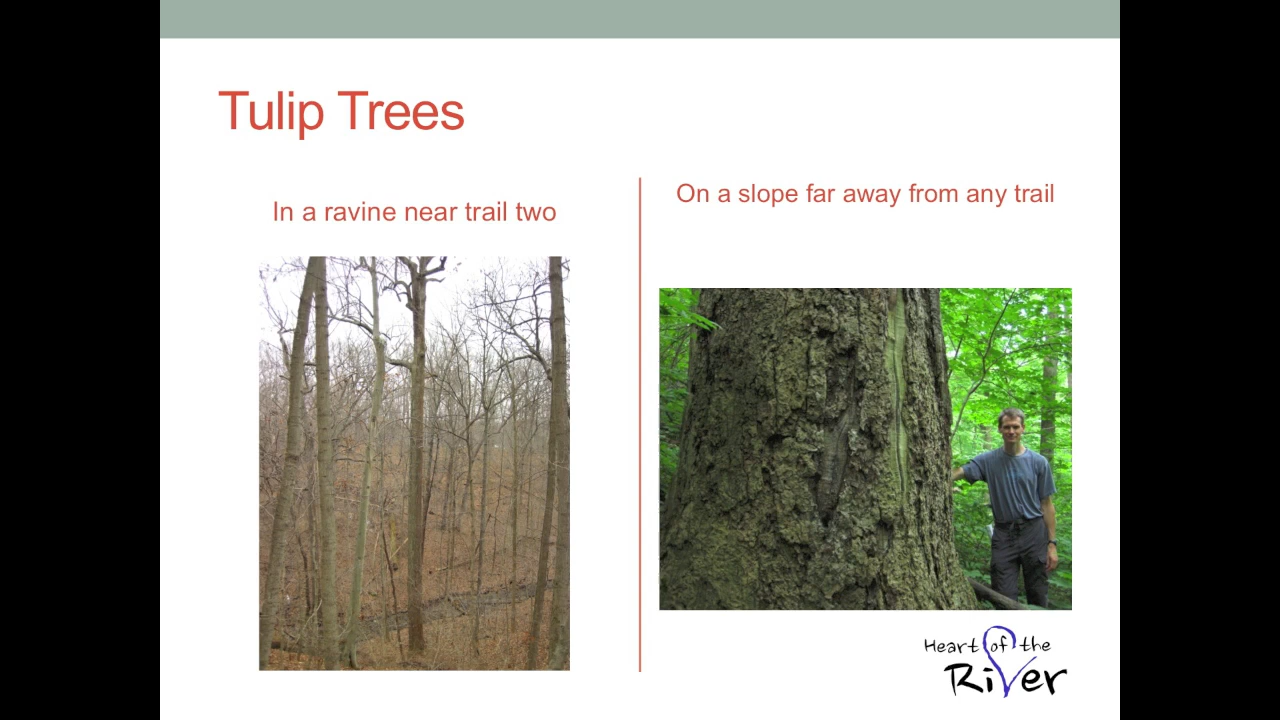 Tulip Trees
In a ravine near trail two
On a slope far away from any trail
Heart of the
River